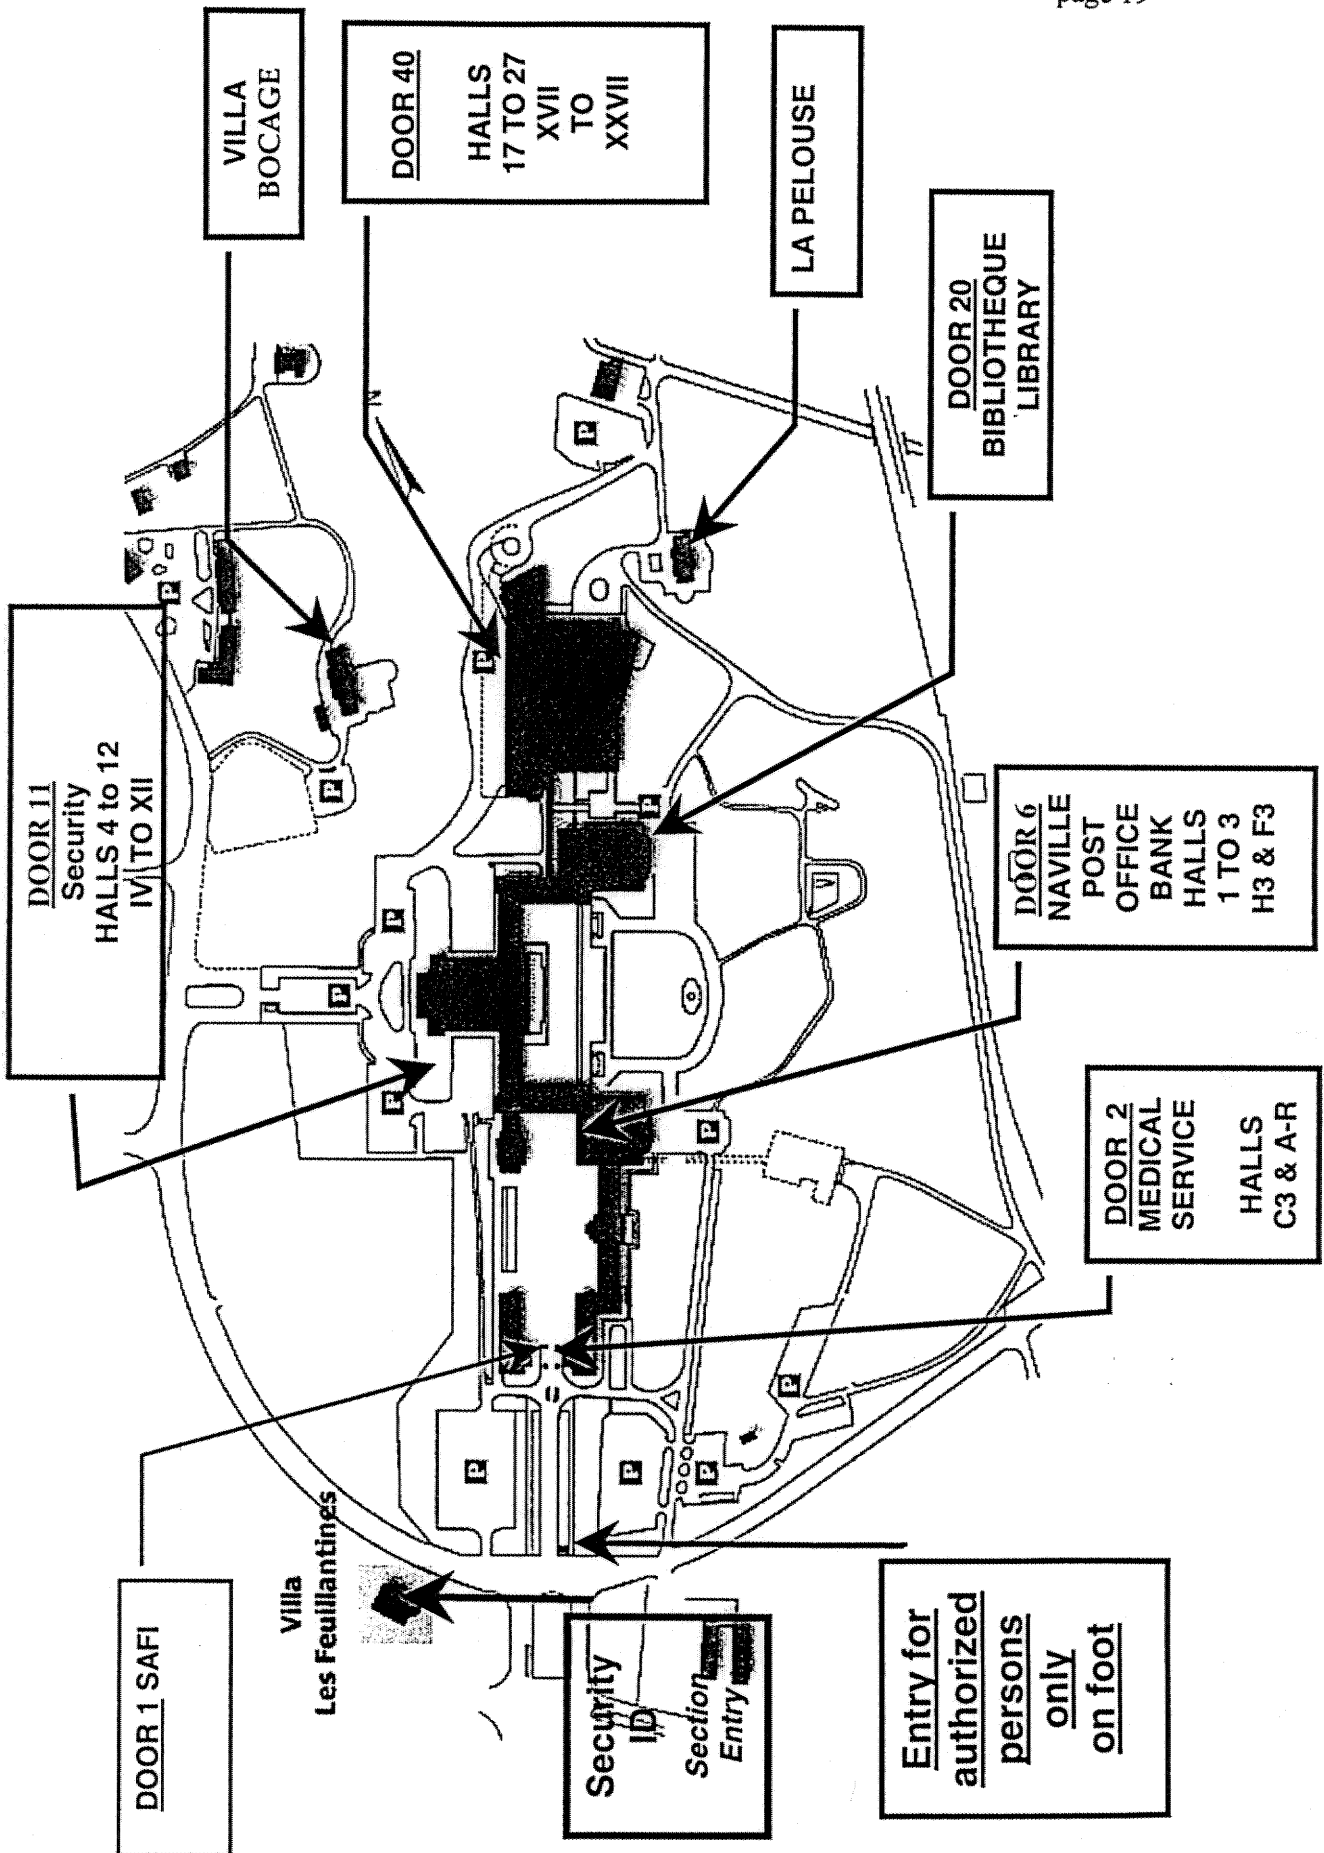 page 19
VILLA
BOCAGE
DOOR 40
HALLS
17 TO 27
XVII
TO
XXVII
LA PELOUSE
DOOR 20
BIBLIOTHEQUE
LIBRARY
DOOR 11
Security
HALLS 4 to 12
IV TO XII
N
DOOR 6
NAVILLE
POST
OFFICE
BANK
HALLS
1 TO 3
H3 & F3
DOOR 2
MEDICAL
SERVICE
HALLS
C3 & A-R
DOOR 1 SAFI
Villa
Les Feuillantines
Security
ID
Section
Entry
Entry for
authorized
persons
only
on foot
P
P
P
P
P
P
P
P
P
P
P
P
P
P